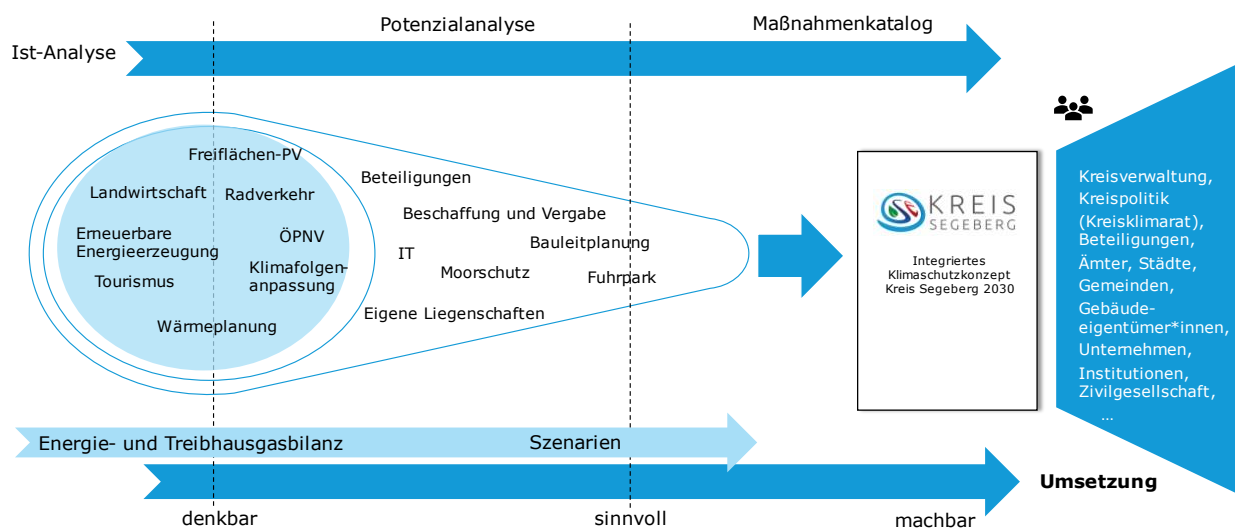 Potenzialanalyse
Maßnahmenkatalog
Ist-Analyse
Freiflächen-PV
Landwirtschaft
Radverkehr
Erneuerbare
Energieerzeugung
ÖPNV
Tourismus
Klimafolgen-
anpassung
Wärmeplanung
Beteiligungen
Beschaffung und Vergabe
IT
Bauleitplanung
Moorschutz
Fuhrpark
Eigene Liegenschaften
KREIS
SEGEBERG
Integriertes
Klimaschutzkonzept
Kreis Segeberg 2030
Kreisverwaltung,
Kreispolitik
(Kreisklimarat),
Beteiligungen,
Ämter, Städte,
Gemeinden,
Gebäude-
eigentümer*innen,
Unternehmen,
Institutionen,
Zivilgesellschaft,
...
Energie- und Treibhausgasbilanz
Szenarien
Umsetzung
denkbar
sinnvoll
machbar